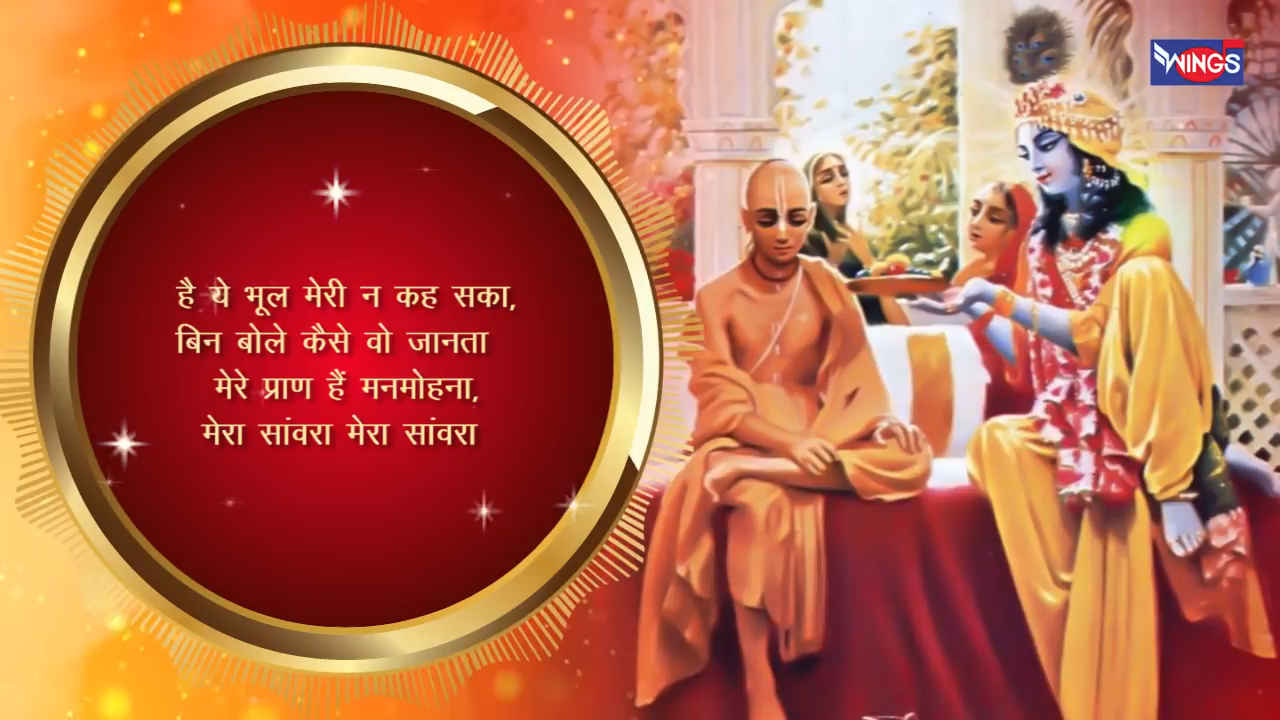 है ये भूल मेरी न कह सका,
बिन बोले कैसे वो जानता
मेरे प्राण हैं मनमोहना,
मेरा सांवरा मेरा सांवरा
WINGS